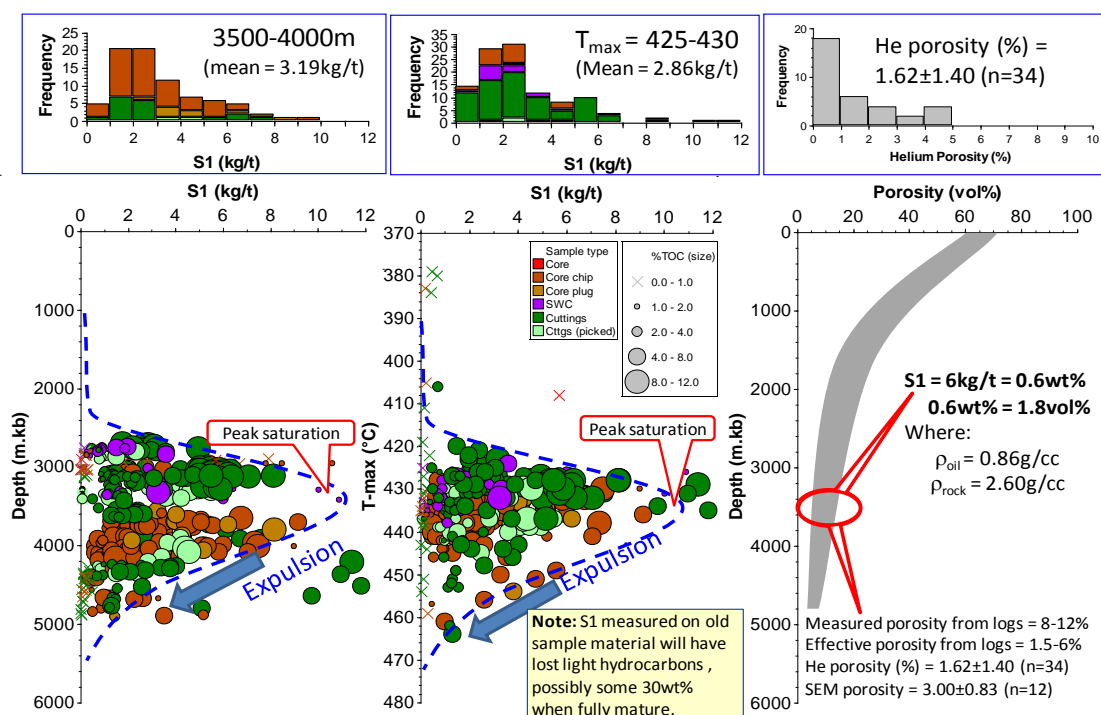 3500-4000m
(mean = 3.19kg/t)
Frequency
25
20
15
10
5
0
0 2 4 6 8 10 12
S1 (kg/t)
Tmax = 425-430
(Mean = 2.86kg/t)
Frequency
35
30
25
20
15
10
5
0
0 2 4 6 8 10 12
S1 (kg/t)
He porosity (%) =
1.62±1.40 (n=34)
Frequency
20
10
0
0 1 2 3 4 5 6 7 8 9 10
Helium Porosity (%)
S1 (kg/t)
0 2 4 6 8 10 12
Depth (m.kb)
0
1000
2000
3000
4000
5000
6000
Peak saturation
Expulsion
S1 (kg/t)
0 2 4 6 8 10 12
T-max (°C)
370
380
390
400
410
420
430
440
450
460
470
480
Sample type
Core
Core chip
Core plug
SWC
Cuttings
Cttgs (picked)
%TOC (size)
0.0 - 1.0
1.0 - 2.0
2.0 - 4.0
4.0 - 8.0
8.0 - 12.0
Peak saturation
Expulsion
Note: S1 measured on old
sample material will have
lost light hydrocarbons ,
possibly some 30wt%
when fully mature.
Porosity (vol%)
0 20 40 60 80 100
Depth (m.kb)
0
1000
2000
3000
4000
5000
6000
S1 = 6kg/t = 0.6wt%
0.6wt% = 1.8vol%
Where:
ρoil = 0.86g/cc
ρrock = 2.60g/cc
Measured porosity from logs = 8-12%
Effective porosity from logs = 1.5-6%
He porosity (%) = 1.62±1.40 (n=34)
SEM porosity = 3.00±0.83 (n=12)